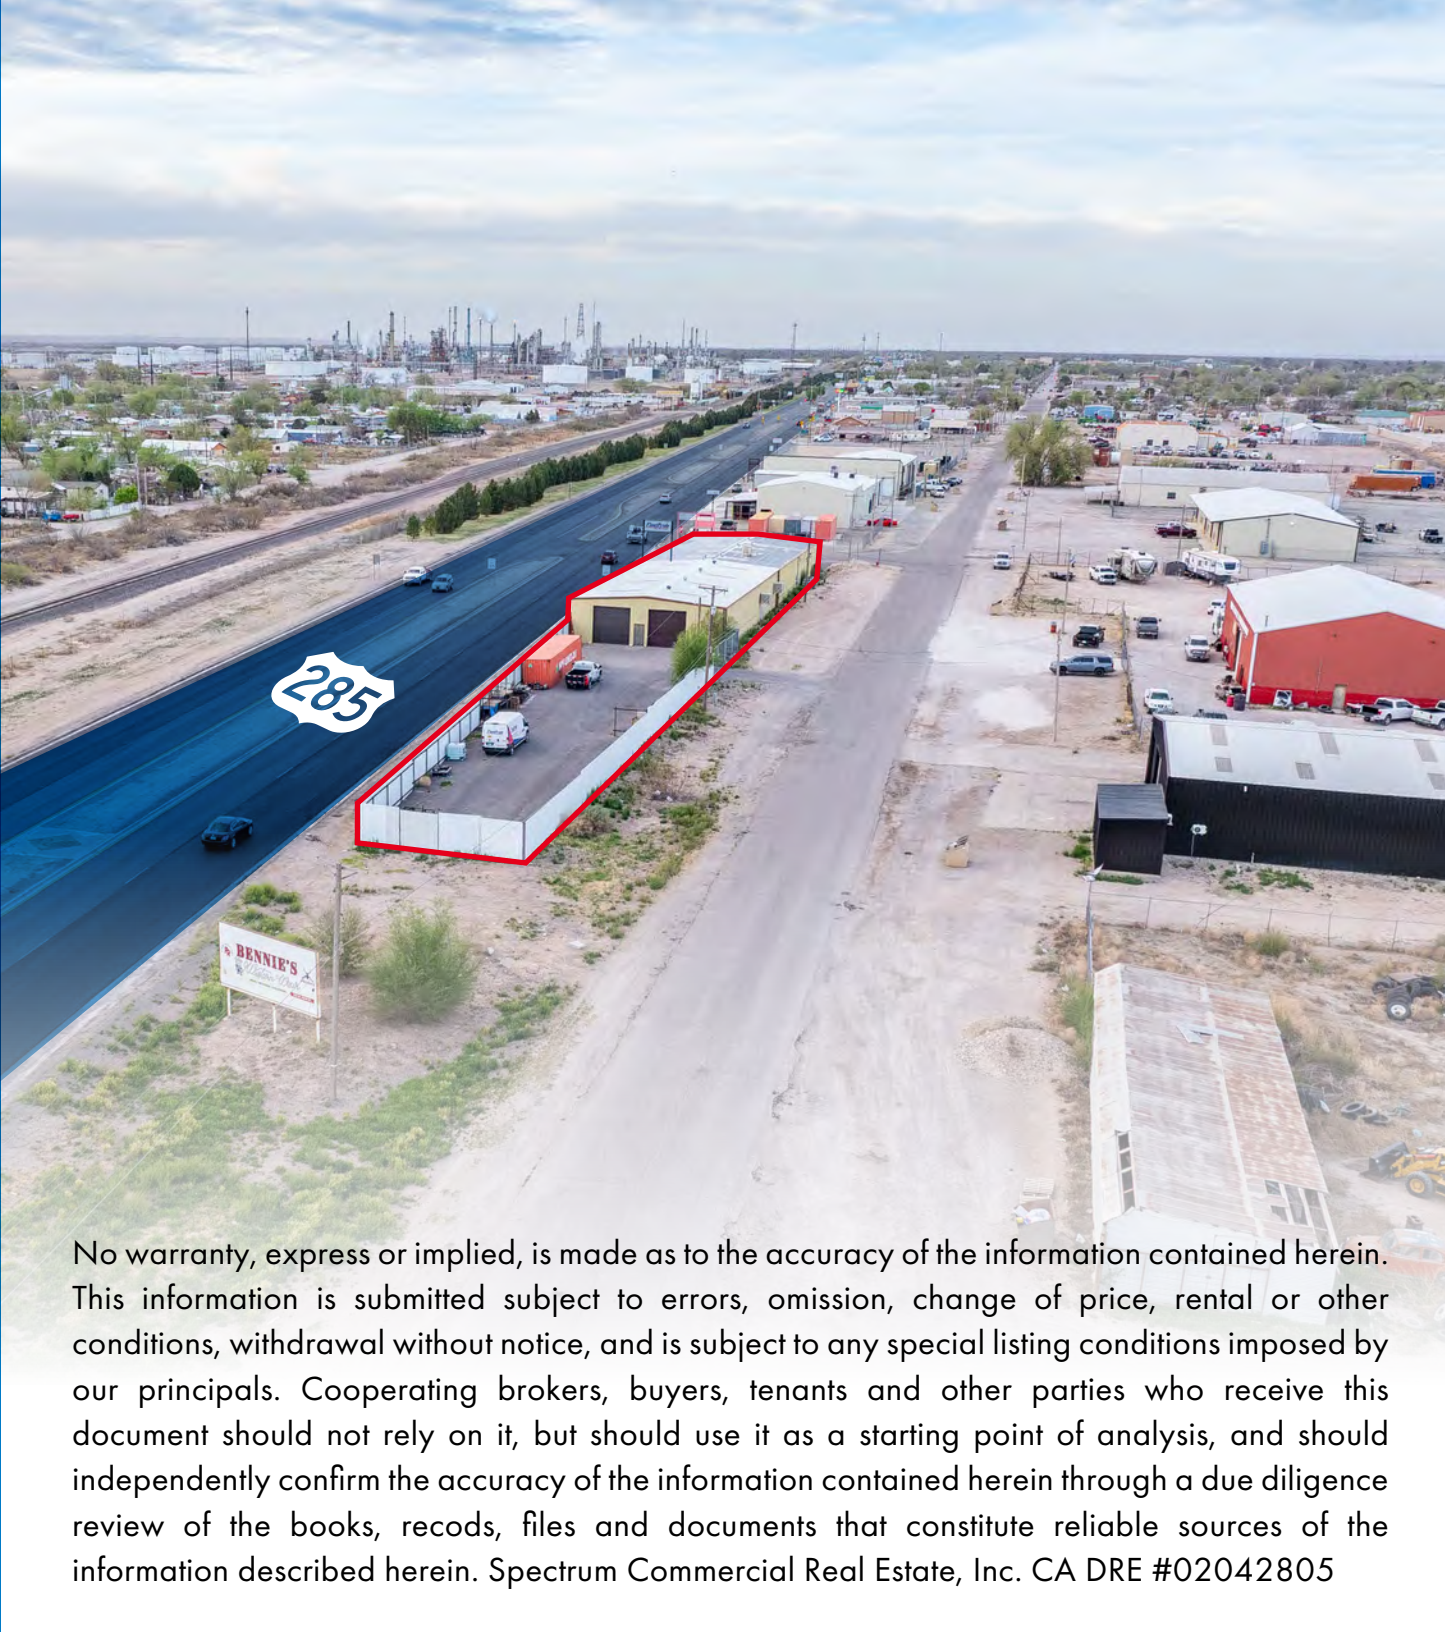 285
BENNIE'S
No warranty, express or implied, is made as to the accuracy of the information contained herein.
This information is submitted subject to errors, omission, change of price, rental or other
conditions, withdrawal without notice, and is subject to any special listing conditions imposed by
our principals. Cooperating brokers, buyers, tenants and other parties who receive this
document should not rely on it, but should use it as a starting point of analysis, and should
independently confirm the accuracy of the information contained herein through a due diligence
review of the books, recods, files and documents that constitute reliable sources of the
information described herein. Spectrum Commercial Real Estate, Inc. CA DRE #02042805